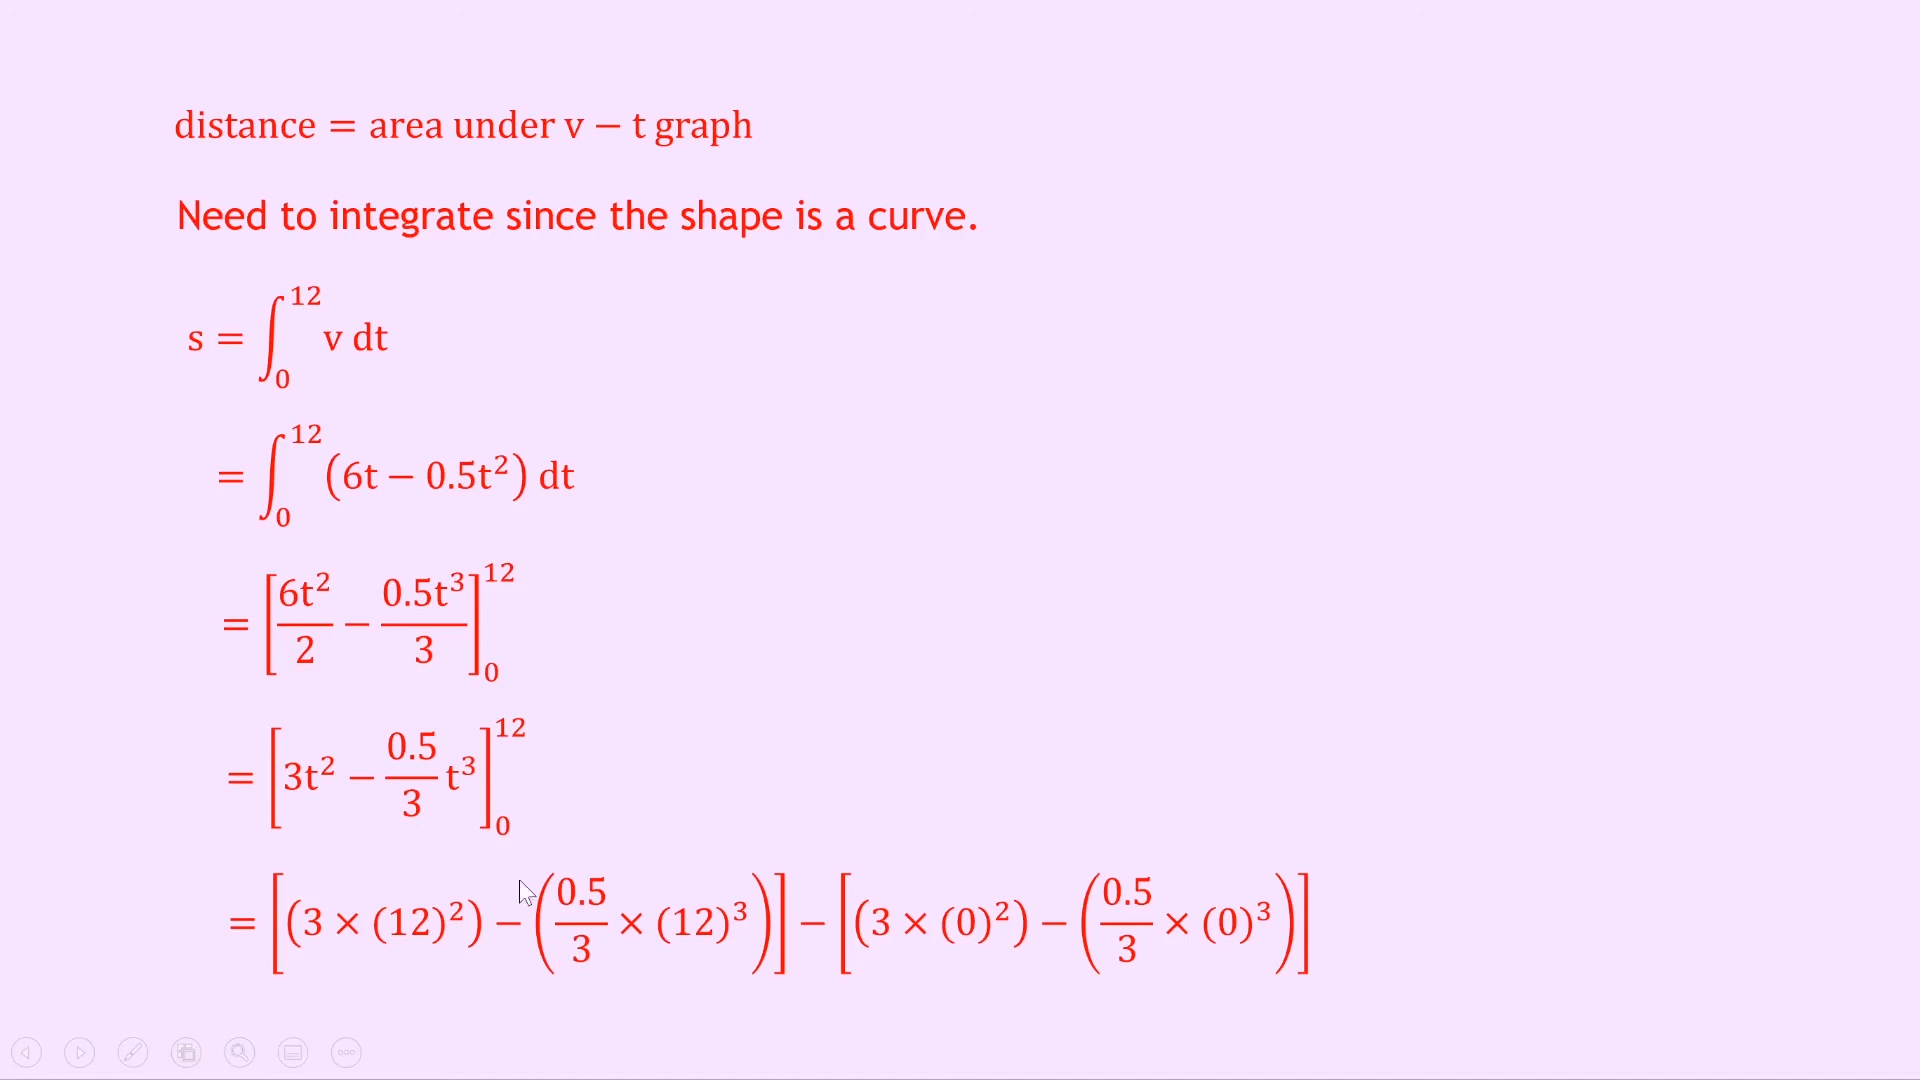 distance = area under v − t graph
Need to integrate since the shape is a curve.
s = ∫₀¹² v dt
= ∫₀¹² (6t − 0.5t²) dt
= [6t²/2 − 0.5t³/3]₀¹²
= [3t² − 0.5/3 t³]₀¹²
= [(3 × (12)²) − (0.5/3 × (12)³)] − [(3 × (0)²) − (0.5/3 × (0)³)]